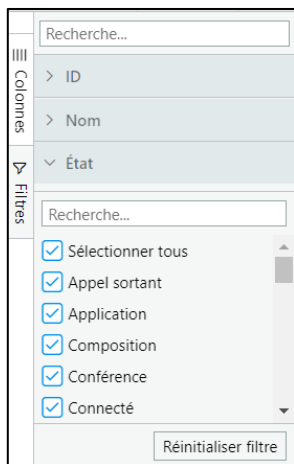 Recherche...
Colonnes
Filtres
ID
Nom
État
Recherche...
Sélectionner tous
Appel sortant
Application
Composition
Conférence
Connecté
Réinitialiser filtre